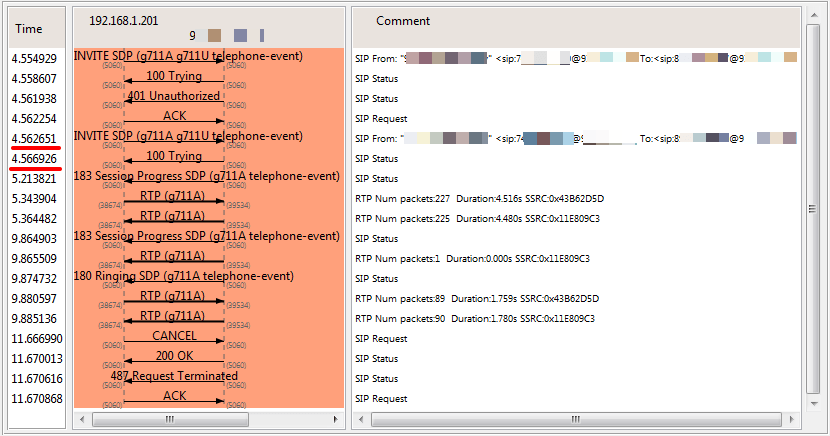 Time 192.168.1.201 Comment
9
4.554929 INVITE SDP (g711A g711U telephone-event) (5060) (5060) SIP From: "9 " <sip:7 @9 To:<sip:8 @9
4.558607 100 Trying (5060) (5060) SIP Status
4.561938 401 Unauthorized (5060) (5060) SIP Status
4.562254 ACK (5060) (5060) SIP Request
4.562651 INVITE SDP (g711A g711U telephone-event) (5060) (5060) SIP From: " " <sip:74 @9 To:<sip:8 @9
4.566926 100 Trying (5060) (5060) SIP Status
5.213821 183 Session Progress SDP (g711A telephone-event) (5060) (5060) SIP Status
5.343904 RTP (g711A) (38674) (39534) RTP Num packets:227 Duration:4.516s SSRC:0x43B62D5D
5.364482 RTP (g711A) (38674) (39534) RTP Num packets:225 Duration:4.480s SSRC:0x11E809C3
9.864903 183 Session Progress SDP (g711A telephone-event) (5060) (5060) SIP Status
9.865509 RTP (g711A) (38674) (39534) RTP Num packets:1 Duration:0.000s SSRC:0x11E809C3
9.874732 180 Ringing SDP (g711A telephone-event) (5060) (5060) SIP Status
9.880597 RTP (g711A) (38674) (39534) RTP Num packets:89 Duration:1.759s SSRC:0x43B62D5D
9.885136 RTP (g711A) (38674) (39534) RTP Num packets:90 Duration:1.780s SSRC:0x11E809C3
11.666990 CANCEL (5060) (5060) SIP Request
11.670013 200 OK (5060) (5060) SIP Status
11.670616 487 Request Terminated (5060) (5060) SIP Status
11.670868 ACK (5060) (5060) SIP Request